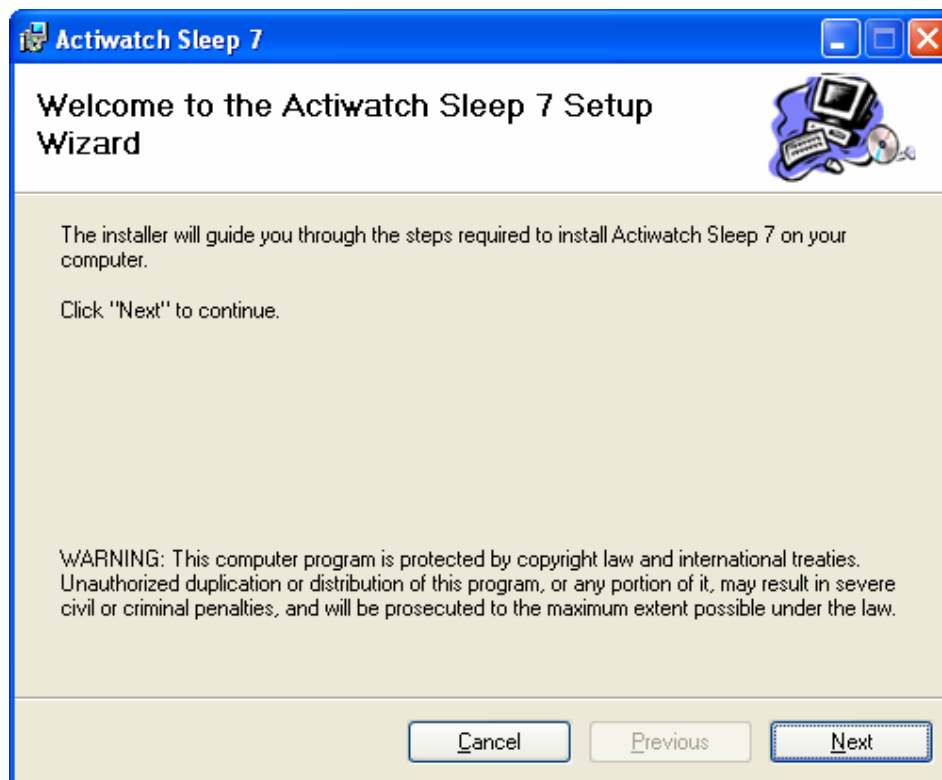 Actiwatch Sleep 7
Welcome to the Actiwatch Sleep 7 Setup
Wizard
The installer will guide you through the steps required to install Actiwatch Sleep 7 on your
computer.
Click "Next" to continue.
WARNING: This computer program is protected by copyright law and international treaties.
Unauthorized duplication or distribution of this program, or any portion of it, may result in severe
civil or criminal penalties, and will be prosecuted to the maximum extent possible under the law.
Cancel Previous Next